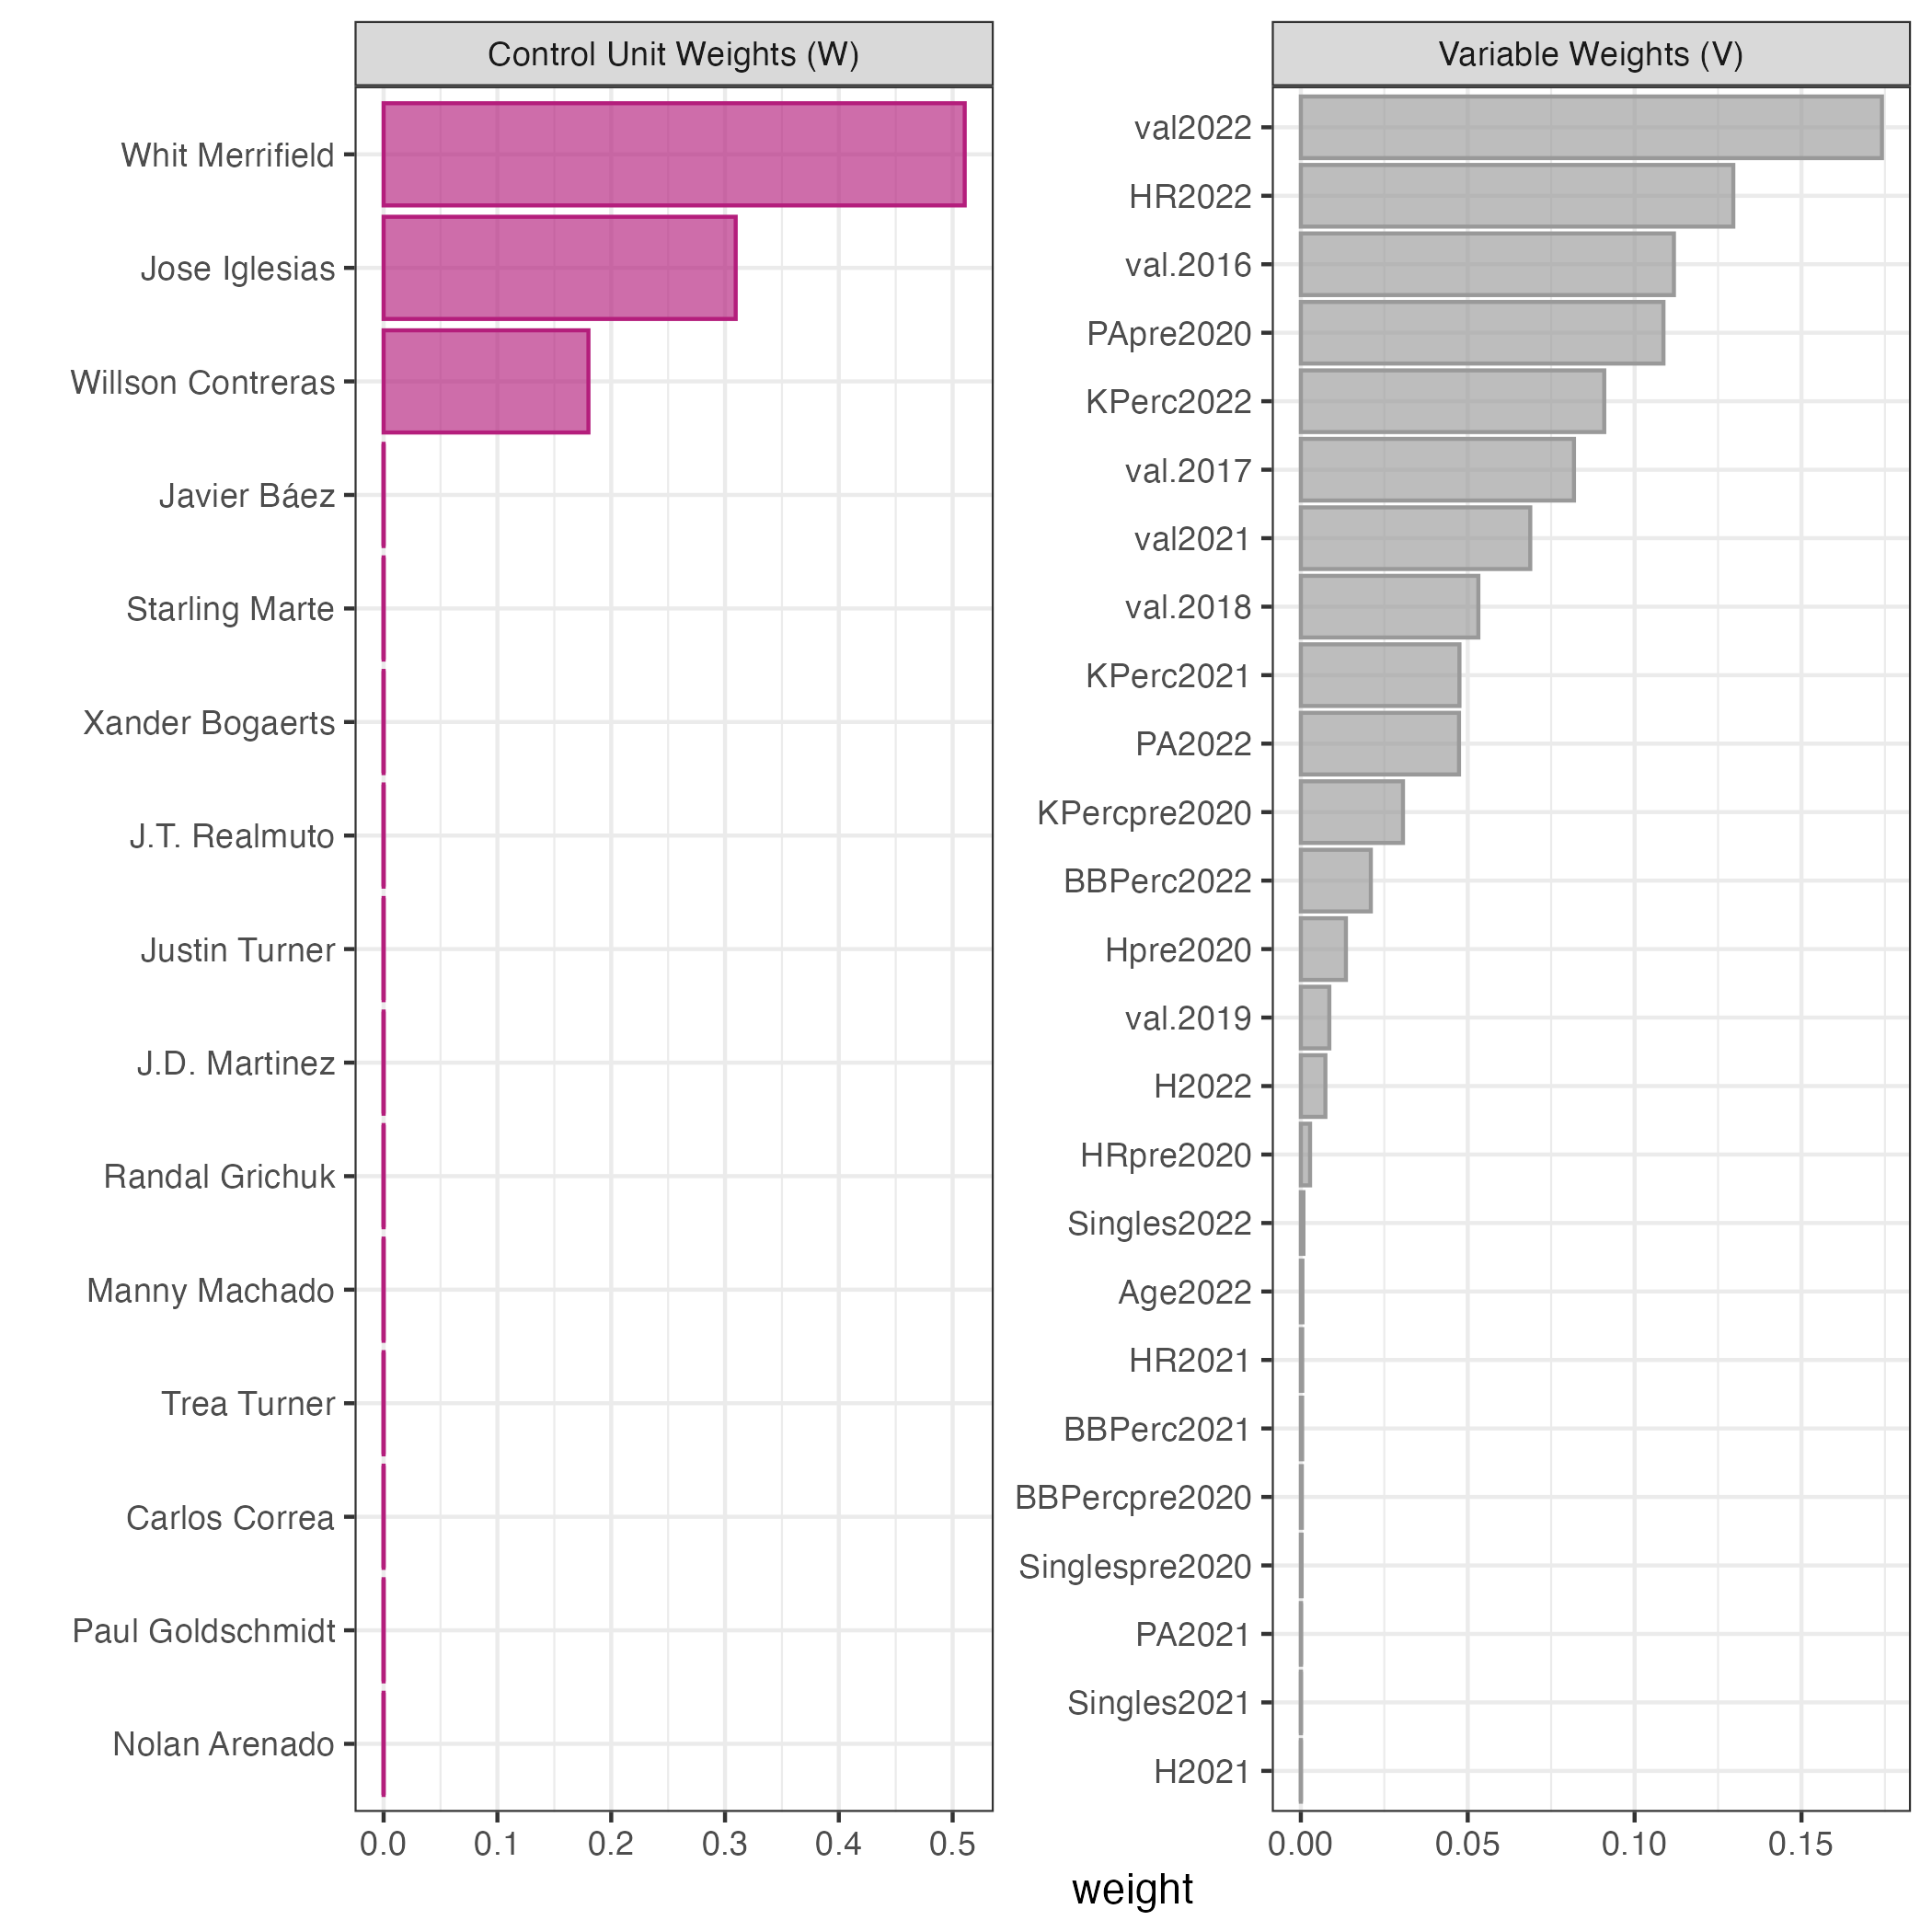 Control Unit Weights (W)
Whit Merrifield
Jose Iglesias
Willson Contreras
Javier Báez
Starling Marte
Xander Bogaerts
J.T. Realmuto
Justin Turner
J.D. Martinez
Randal Grichuk
Manny Machado
Trea Turner
Carlos Correa
Paul Goldschmidt
Nolan Arenado
0.0 0.1 0.2 0.3 0.4 0.5
Variable Weights (V)
val2022
HR2022
val.2016
PApre2020
KPerc2022
val.2017
val2021
val.2018
KPerc2021
PA2022
KPercpre2020
BBPerc2022
Hpre2020
val.2019
H2022
HRpre2020
Singles2022
Age2022
HR2021
BBPerc2021
BBPercpre2020
Singlespre2020
PA2021
Singles2021
H2021
0.00 0.05 0.10 0.15
weight